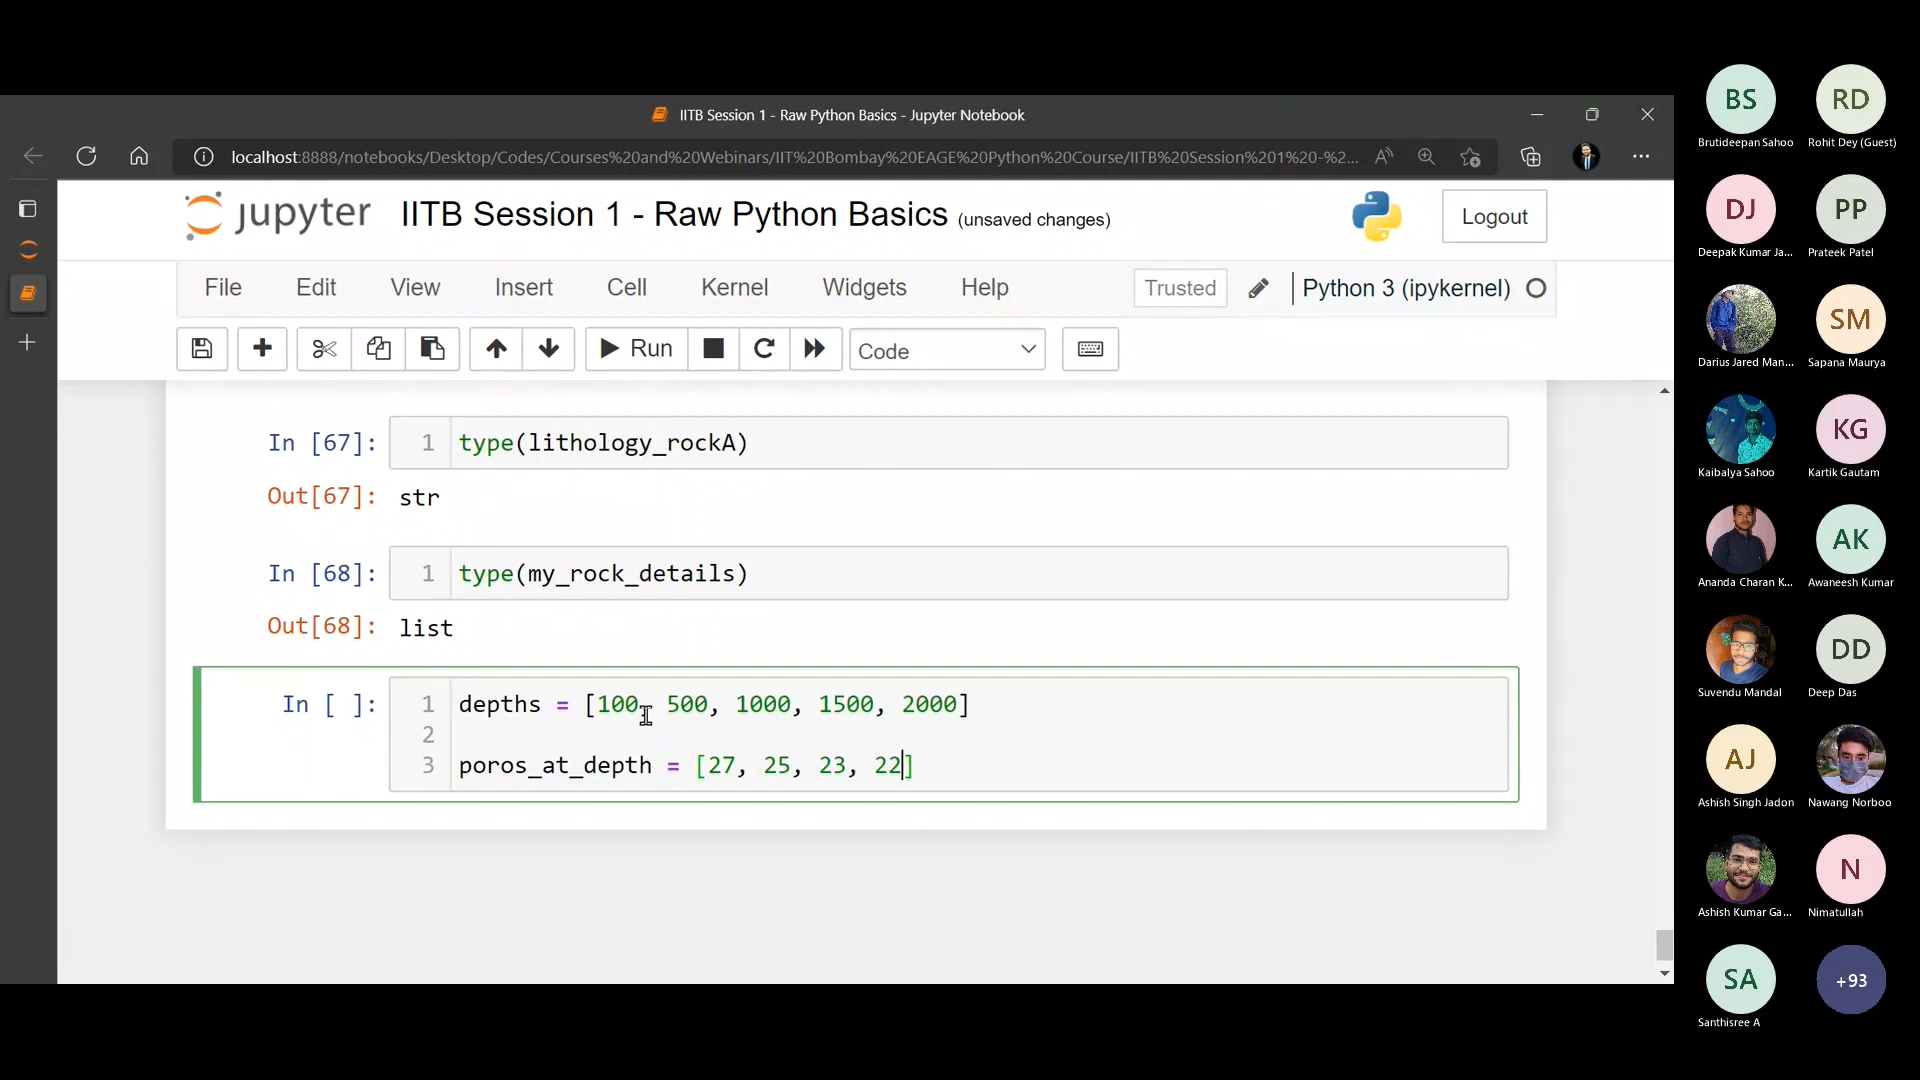 IITB Session 1 - Raw Python Basics - Jupyter Notebook
localhost:8888/notebooks/Desktop/Codes/Courses%20and%20Webinars/IIT%20Bombay%20EAGE%20Python%20Course/IITB%20Session%201%20-%2...
jupyter IITB Session 1 - Raw Python Basics (unsaved changes)
Logout
File Edit View Insert Cell Kernel Widgets Help
Trusted
Python 3 (ipykernel)
Run
Code
In [67]: 1 type(lithology_rockA)
Out[67]: str
In [68]: 1 type(my_rock_details)
Out[68]: list
In [ ]: 1 depths = [100, 500, 1000, 1500, 2000]
2
3 poros_at_depth = [27, 25, 23, 22]
BS RD
Brutideepan Sahoo Rohit Dey (Guest)
DJ PP
Deepak Kumar Ja... Prateek Patel
SM
Darius Jared Man... Sapana Maurya
KG
Kaibalya Sahoo Kartik Gautam
AK
Ananda Charan K... Awaneesh Kumar
DD
Suvendu Mandal Deep Das
AJ
Ashish Singh Jadon Nawang Norboo
N
Ashish Kumar Ga... Nimatullah
SA +93
Santhisree A